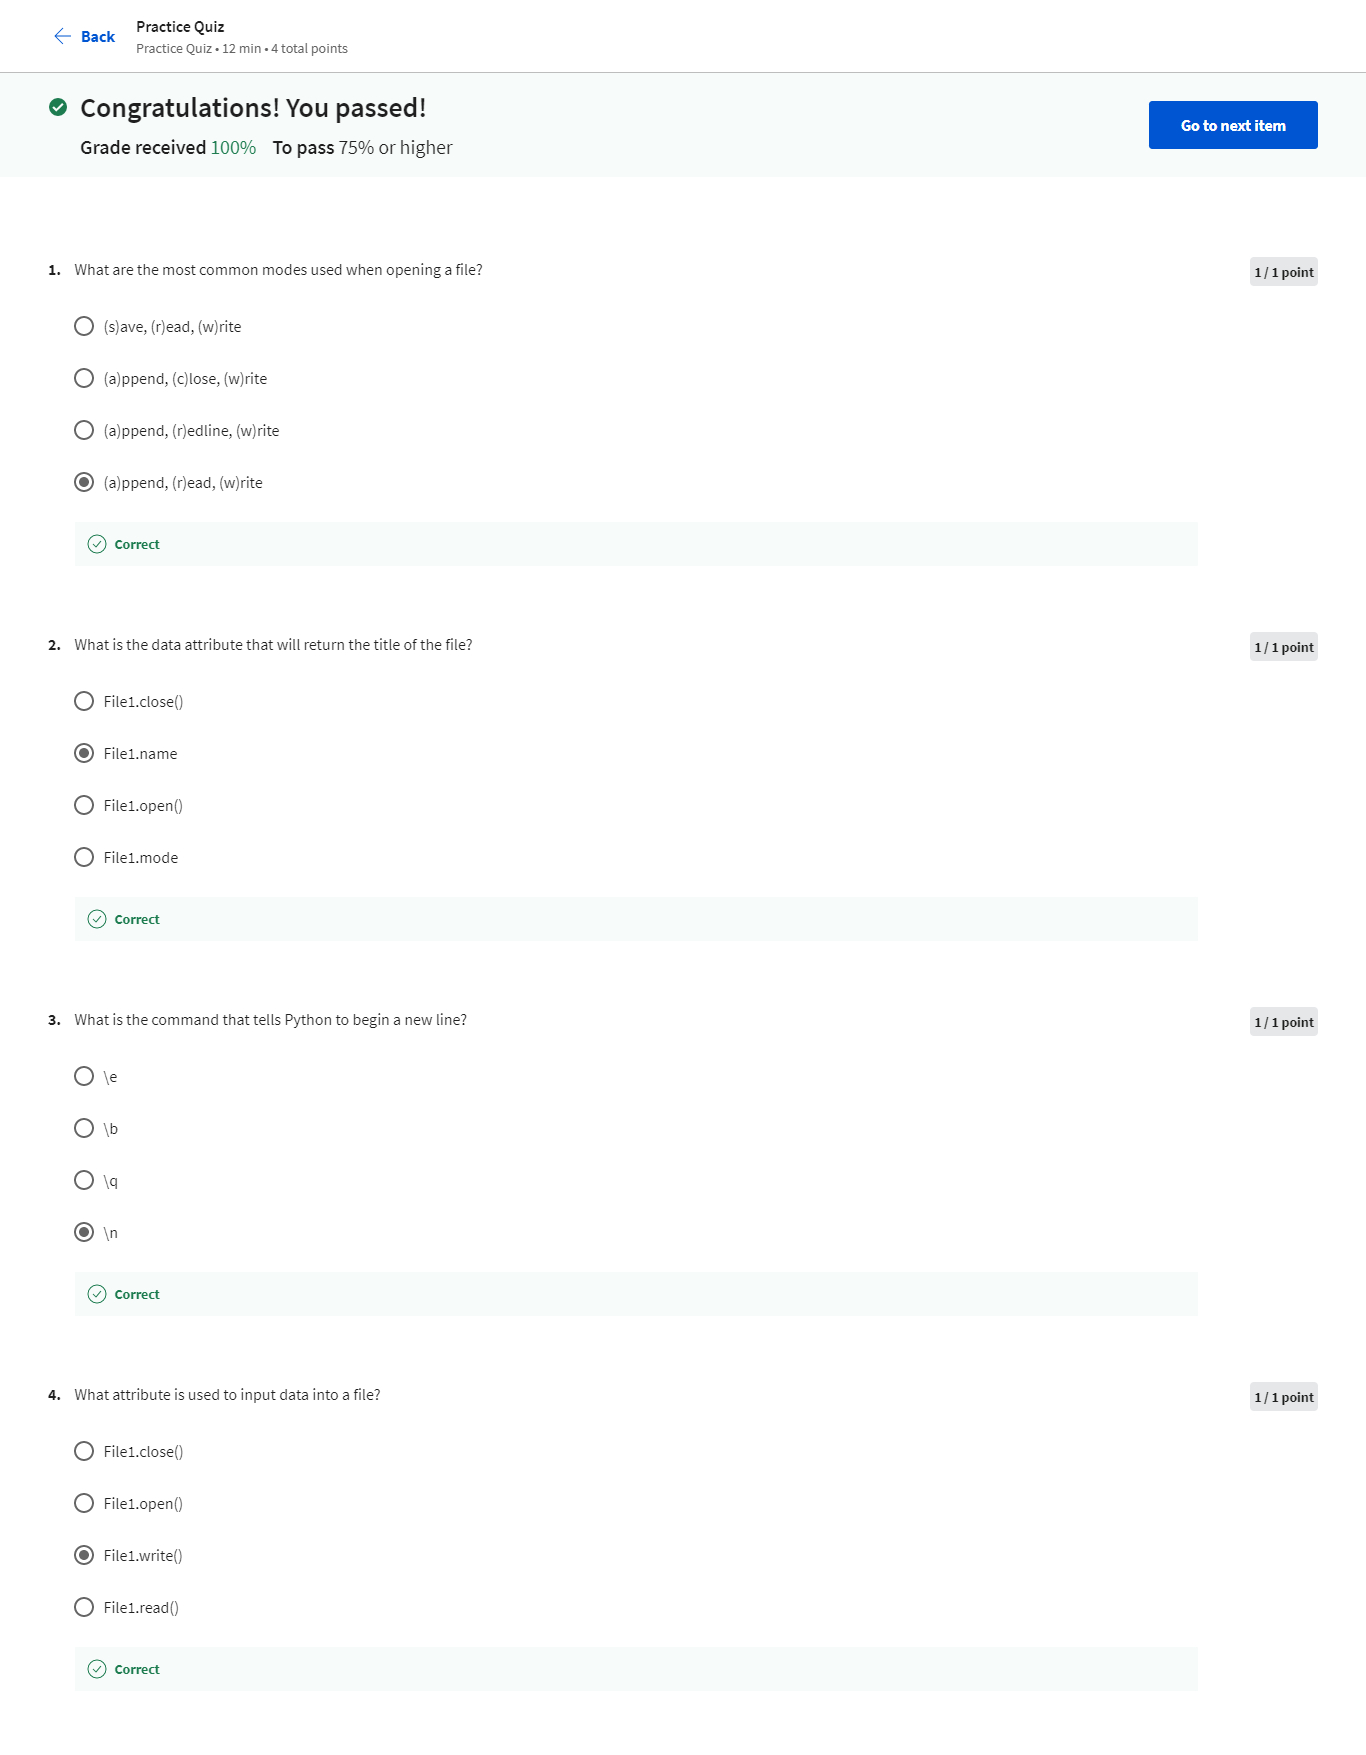 Back
Practice Quiz
Practice Quiz • 12 min • 4 total points
Congratulations! You passed!
Grade received 100% To pass 75% or higher
Go to next item
1. What are the most common modes used when opening a file?
1 / 1 point
(s)ave, (r)ead, (w)rite
(a)ppend, (c)lose, (w)rite
(a)ppend, (r)edline, (w)rite
(a)ppend, (r)ead, (w)rite
Correct
2. What is the data attribute that will return the title of the file?
1 / 1 point
File1.close()
File1.name
File1.open()
File1.mode
Correct
3. What is the command that tells Python to begin a new line?
1 / 1 point
\e
\b
\q
\n
Correct
4. What attribute is used to input data into a file?
1 / 1 point
File1.close()
File1.open()
File1.write()
File1.read()
Correct